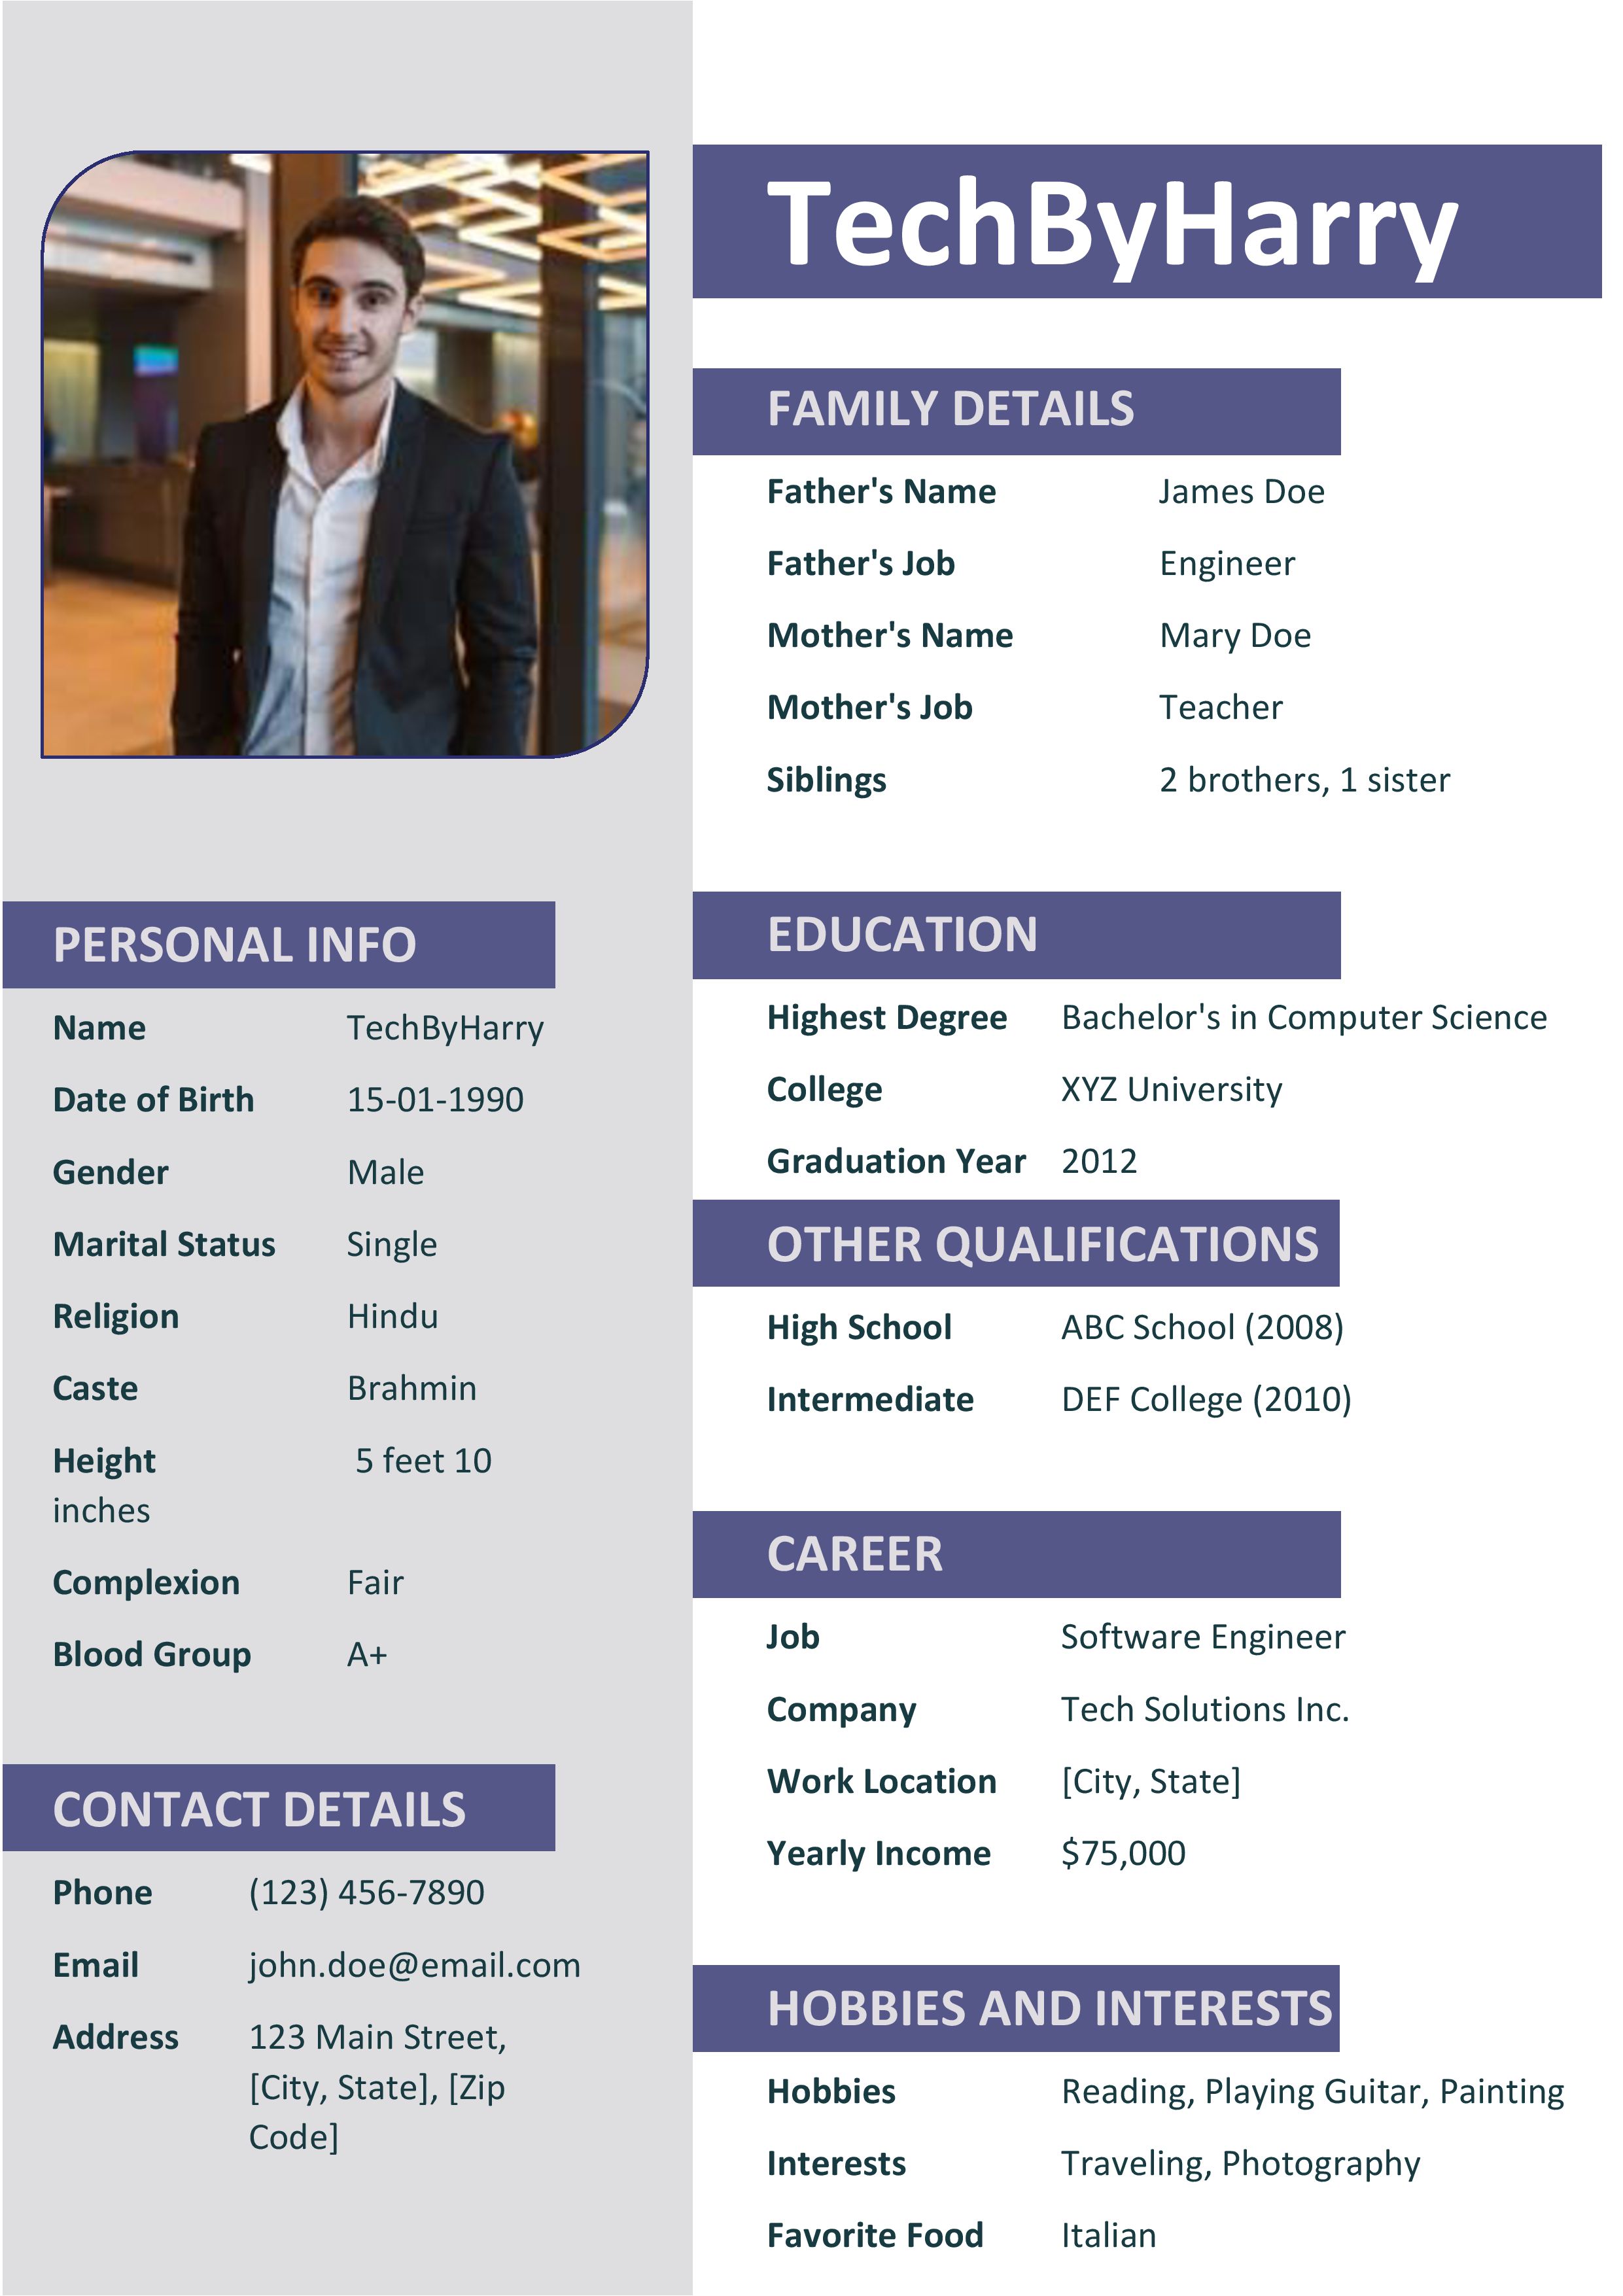 TechByHarry
FAMILY DETAILS
Father's Name James Doe
Father's Job Engineer
Mother's Name Mary Doe
Mother's Job Teacher
Siblings 2 brothers, 1 sister
PERSONAL INFO
Name TechByHarry
Date of Birth 15-01-1990
Gender Male
Marital Status Single
Religion Hindu
Caste Brahmin
Height 5 feet 10
inches
Complexion Fair
Blood Group A+
CONTACT DETAILS
Phone (123) 456-7890
Email john.doe@email.com
Address 123 Main Street,
[City, State], [Zip
Code]
EDUCATION
Highest Degree Bachelor's in Computer Science
College XYZ University
Graduation Year 2012
OTHER QUALIFICATIONS
High School ABC School (2008)
Intermediate DEF College (2010)
CAREER
Job Software Engineer
Company Tech Solutions Inc.
Work Location [City, State]
Yearly Income $75,000
HOBBIES AND INTERESTS
Hobbies Reading, Playing Guitar, Painting
Interests Traveling, Photography
Favorite Food Italian